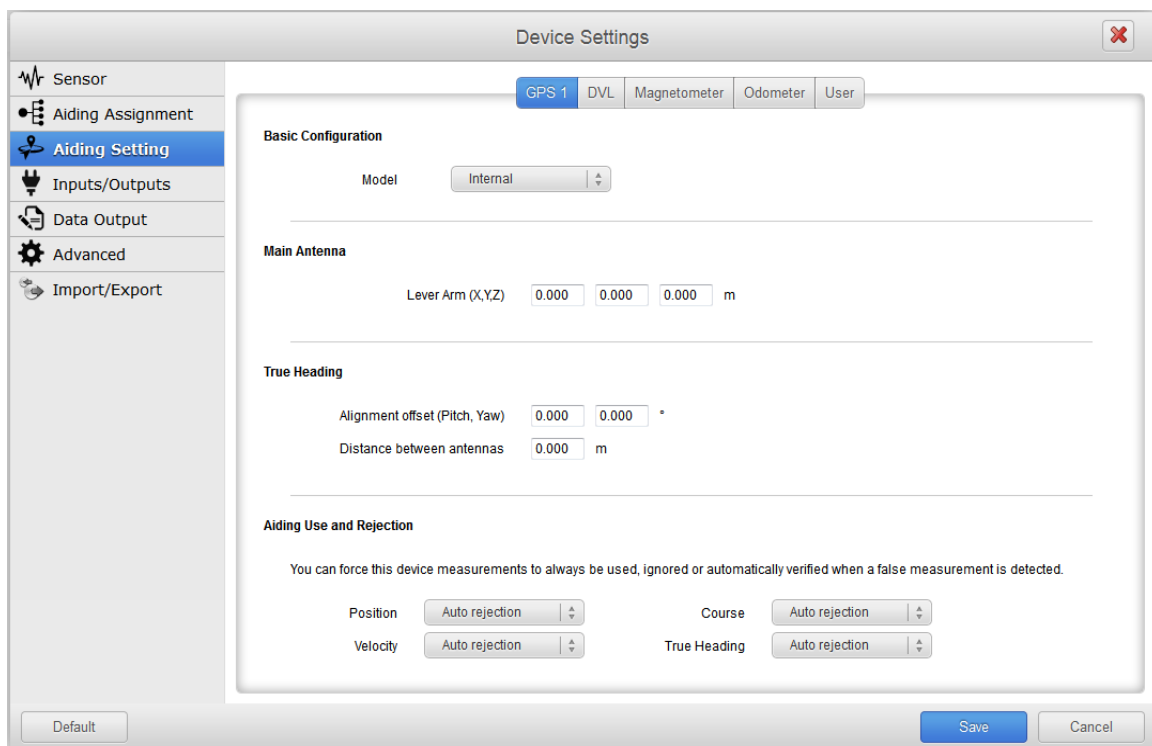 Device Settings
Sensor
Aiding Assignment
Aiding Setting
Inputs/Outputs
Data Output
Advanced
Import/Export
GPS 1 DVL Magnetometer Odometer User
Basic Configuration
Model Internal
Main Antenna
Lever Arm (X,Y,Z) 0.000 0.000 0.000 m
True Heading
Alignment offset (Pitch, Yaw) 0.000 0.000 °
Distance between antennas 0.000 m
Aiding Use and Rejection
You can force this device measurements to always be used, ignored or automatically verified when a false measurement is detected.
Position Auto rejection Course Auto rejection
Velocity Auto rejection True Heading Auto rejection
Default Save Cancel